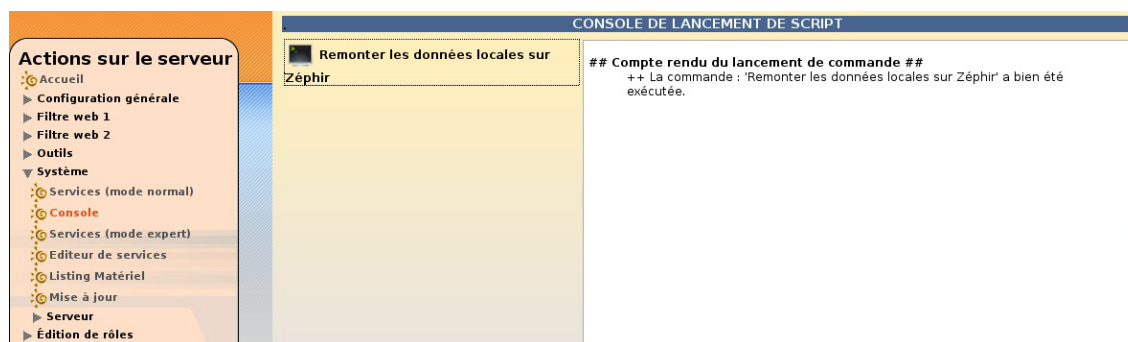 CONSOLE DE LANCEMENT DE SCRIPT
Actions sur le serveur
Accueil
Configuration générale
Filtre web 1
Filtre web 2
Outils
Système
Services (mode normal)
Console
Services (mode expert)
Editeur de services
Listing Matériel
Mise à jour
Serveur
Édition de rôles
Remonter les données locales sur
Zéphir
## Compte rendu du lancement de commande ##
++ La commande : 'Remonter les données locales sur Zéphir' a bien été
exécutée.